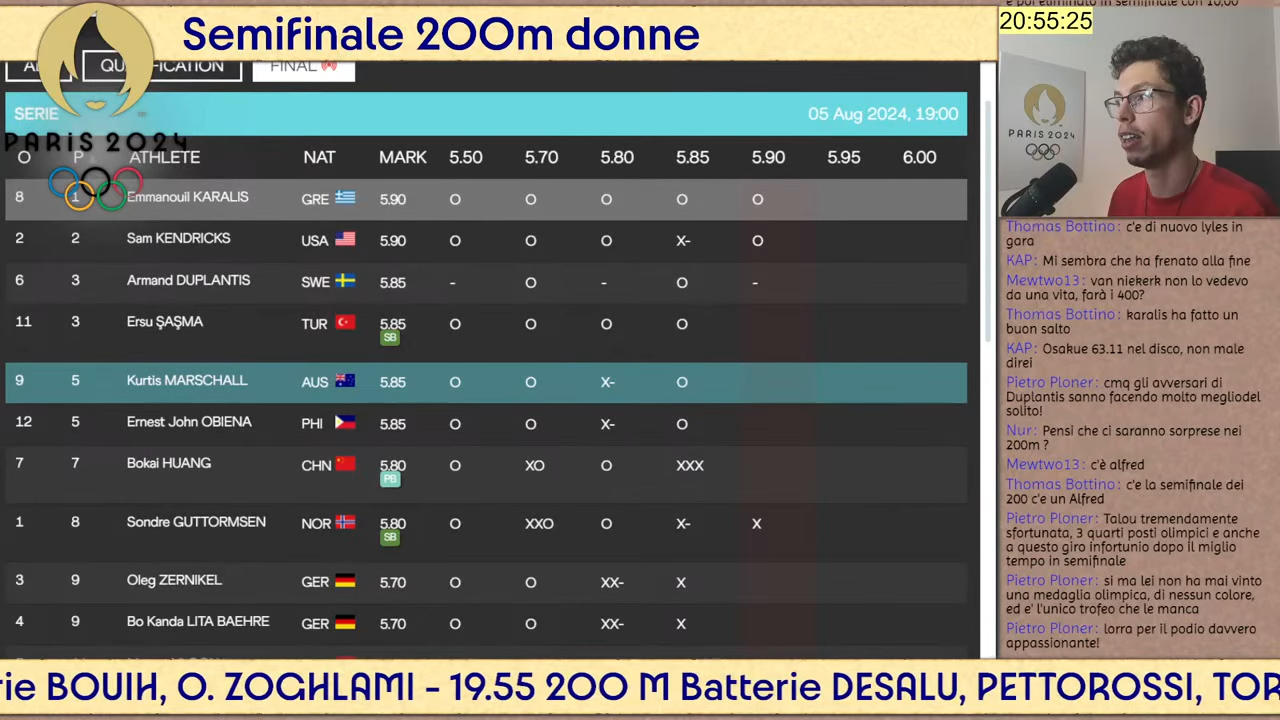 Semifinale 200m donne
20:55:25
FINAL
SERIE
05 Aug 2024, 19:00
PARIS 2024
O P ATHLETE NAT MARK 5.50 5.70 5.80 5.85 5.90 5.95 6.00
8 1 Emmanouil KARALIS GRE 5.90 O O O O O
2 2 Sam KENDRICKS USA 5.90 O O O X- O
6 3 Armand DUPLANTIS SWE 5.85 - O - O -
11 3 Ersu ŞAŞMA TUR 5.85 O O O O
SB
9 5 Kurtis MARSCHALL AUS 5.85 O O X- O
12 5 Ernest John OBIENA PHI 5.85 O O X- O
7 7 Bokai HUANG CHN 5.80 O XO O XXX
PB
1 8 Sondre GUTTORMSEN NOR 5.80 O XXO O X- X
SB
3 9 Oleg ZERNIKEL GER 5.70 O O XX- X
4 9 Bo Kanda LITA BAEHRE GER 5.70 O O XX- X
PARIS 2024
Thomas Bottino: c'e di nuovo lyles in
gara
KAP: Mi sembra che ha frenato alla fine
Mewtwo13: van niekerk non lo vedevo
da una vita, farà i 400?
Thomas Bottino: karalis ha fatto un
buon salto
KAP: Osakue 63.11 nel disco, non male
direi
Pietro Ploner: cmq gli avversari di
Duplantis sanno facendo molto megliodel
solito!
Nur: Pensi che ci saranno sorprese nei
200m ?
Mewtwo13: c'è alfred
Thomas Bottino: c'e la semifinale dei
200 c'e un Alfred
Pietro Ploner: Talou tremendamente
sfortunata, 3 quarti posti olimpici e anche
a questo giro infortunio dopo il miglio
tempo in semifinale
Pietro Ploner: si ma lei non ha mai vinto
una medaglia olimpica, di nessun colore,
ed e' l'unico trofeo che le manca
Pietro Ploner: lorra per il podio davvero
appassionante!
rie BOUIH, O. ZOGHLAMI - 19.55 200 M Batterie DESALU, PETTOROSSI, TOR